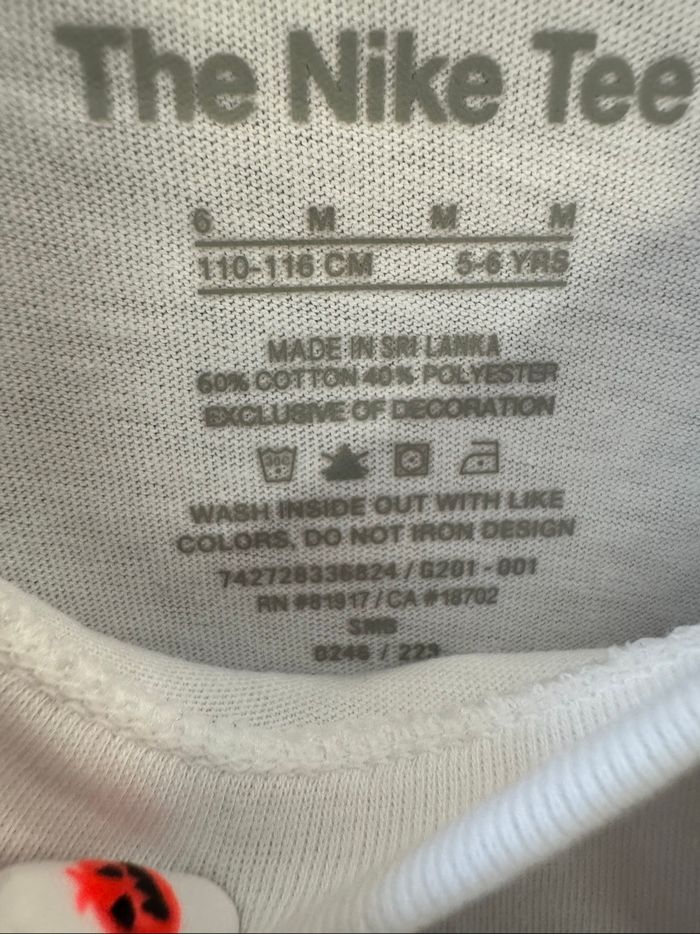 The Nike Tee
6 M M M
110-116 CM 5-6 YRS
MADE IN SRI LANKA
60% COTTON 40% POLYESTER
EXCLUSIVE OF DECORATION
WASH INSIDE OUT WITH LIKE
COLORS, DO NOT IRON DESIGN
742728336824 / G201 - 001
RN #81917 / CA #18702
0246 / 223